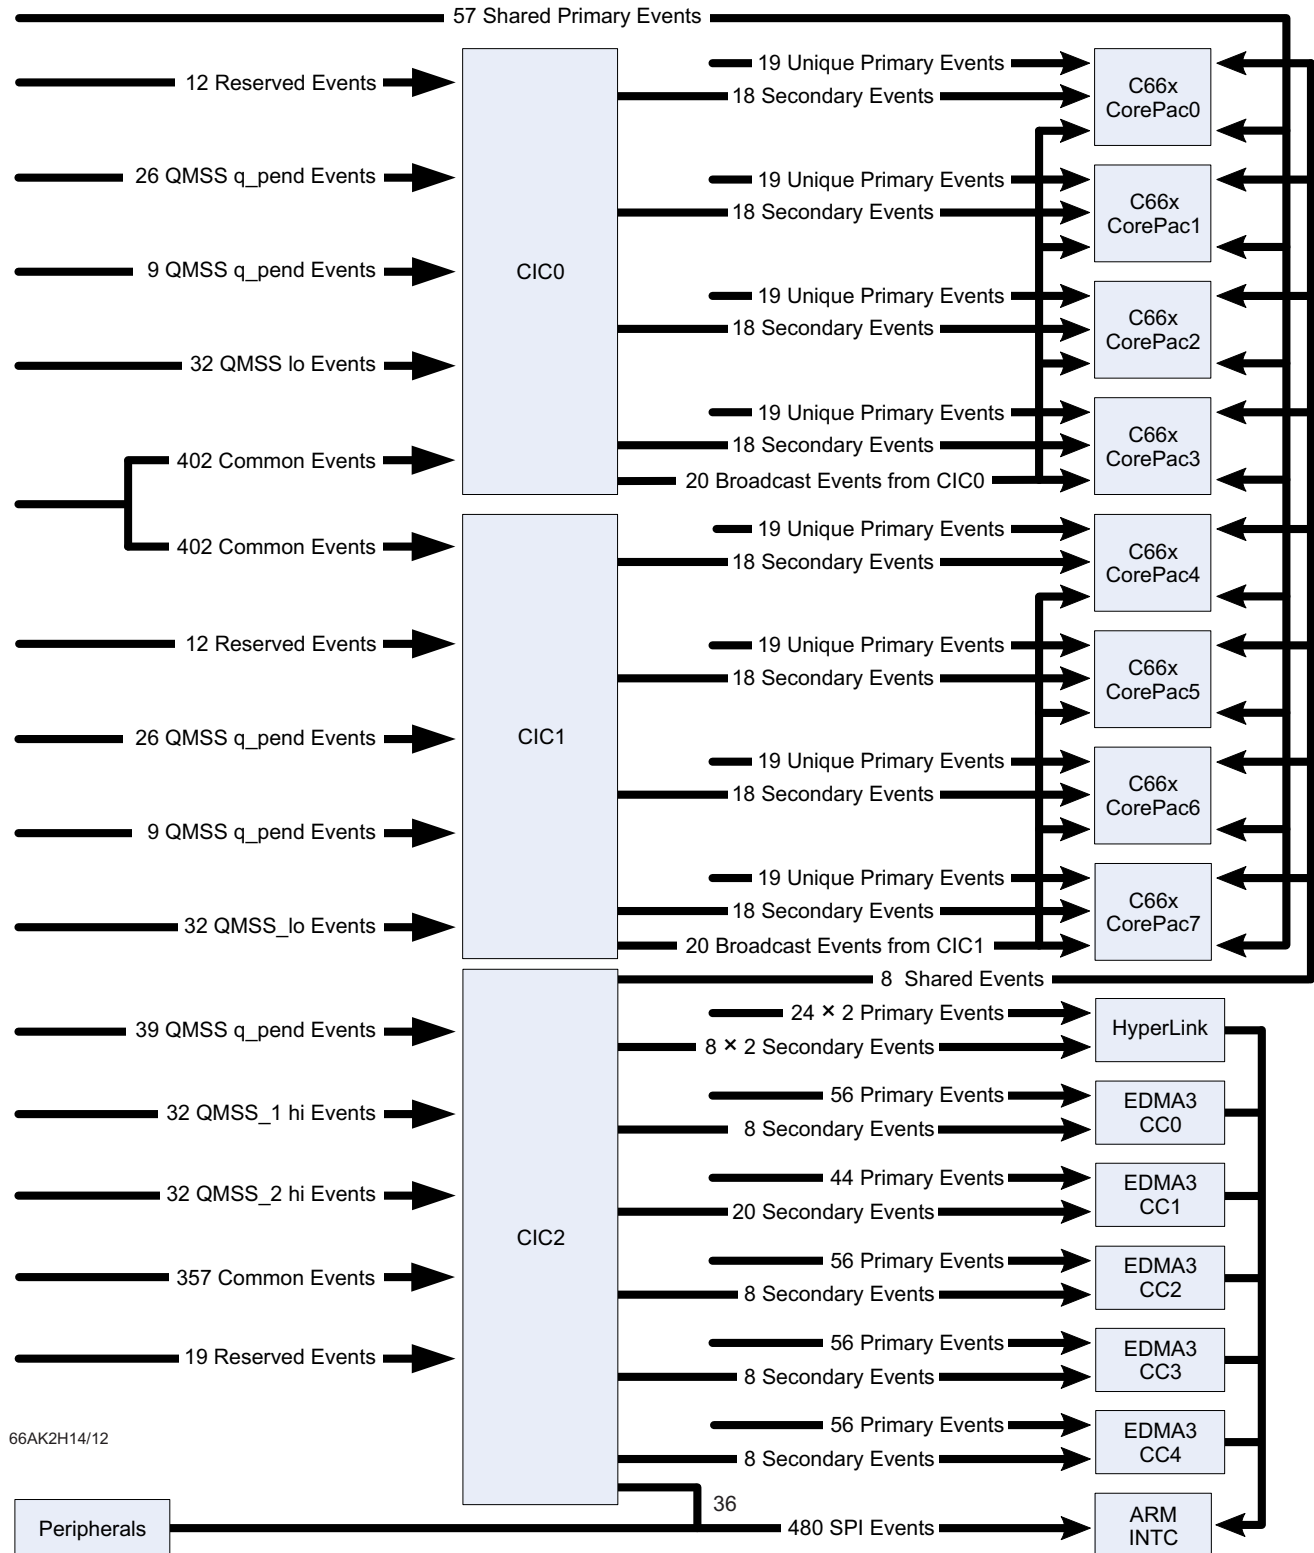 57 Shared Primary Events
12 Reserved Events
26 QMSS q_pend Events
9 QMSS q_pend Events
32 QMSS lo Events
402 Common Events
402 Common Events
12 Reserved Events
26 QMSS q_pend Events
9 QMSS q_pend Events
32 QMSS_lo Events
39 QMSS q_pend Events
32 QMSS_1 hi Events
32 QMSS_2 hi Events
357 Common Events
19 Reserved Events
CIC0
CIC1
CIC2
19 Unique Primary Events
18 Secondary Events
C66x
CorePac0
19 Unique Primary Events
18 Secondary Events
C66x
CorePac1
19 Unique Primary Events
18 Secondary Events
C66x
CorePac2
19 Unique Primary Events
18 Secondary Events
C66x
CorePac3
20 Broadcast Events from CIC0
19 Unique Primary Events
18 Secondary Events
C66x
CorePac4
19 Unique Primary Events
18 Secondary Events
C66x
CorePac5
19 Unique Primary Events
18 Secondary Events
C66x
CorePac6
19 Unique Primary Events
18 Secondary Events
C66x
CorePac7
20 Broadcast Events from CIC1
8 Shared Events
24 × 2 Primary Events
8 × 2 Secondary Events
HyperLink
56 Primary Events
8 Secondary Events
EDMA3
CC0
44 Primary Events
20 Secondary Events
EDMA3
CC1
56 Primary Events
8 Secondary Events
EDMA3
CC2
56 Primary Events
8 Secondary Events
EDMA3
CC3
56 Primary Events
8 Secondary Events
EDMA3
CC4
66AK2H14/12
36
Peripherals
480 SPI Events
ARM
INTC